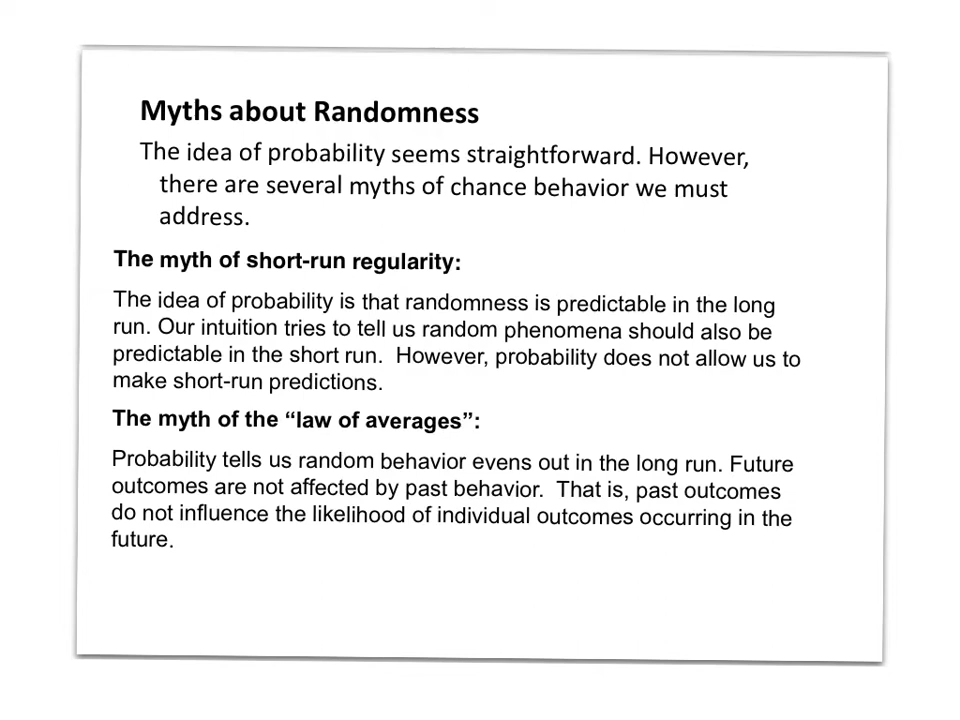 Myths about Randomness
The idea of probability seems straightforward. However,
there are several myths of chance behavior we must
address.
The myth of short-run regularity:
The idea of probability is that randomness is predictable in the long
run. Our intuition tries to tell us random phenomena should also be
predictable in the short run.  However, probability does not allow us to
make short-run predictions.
The myth of the “law of averages”:
Probability tells us random behavior evens out in the long run. Future
outcomes are not affected by past behavior.  That is, past outcomes
do not influence the likelihood of individual outcomes occurring in the
future.